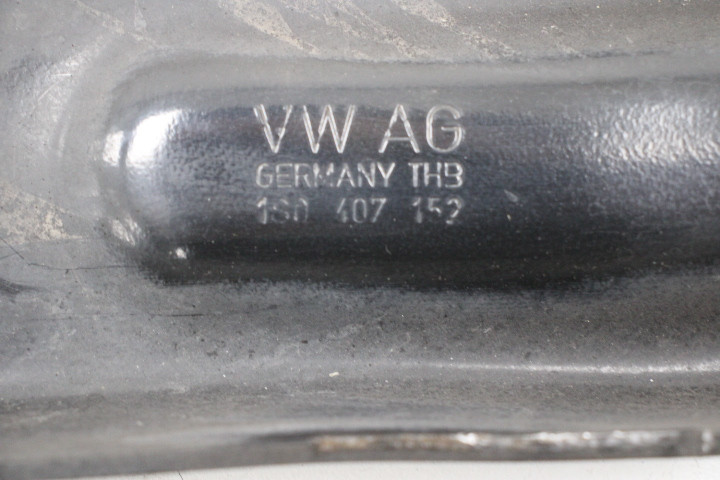 VW AG
GERMANY THB
1S0 407 152